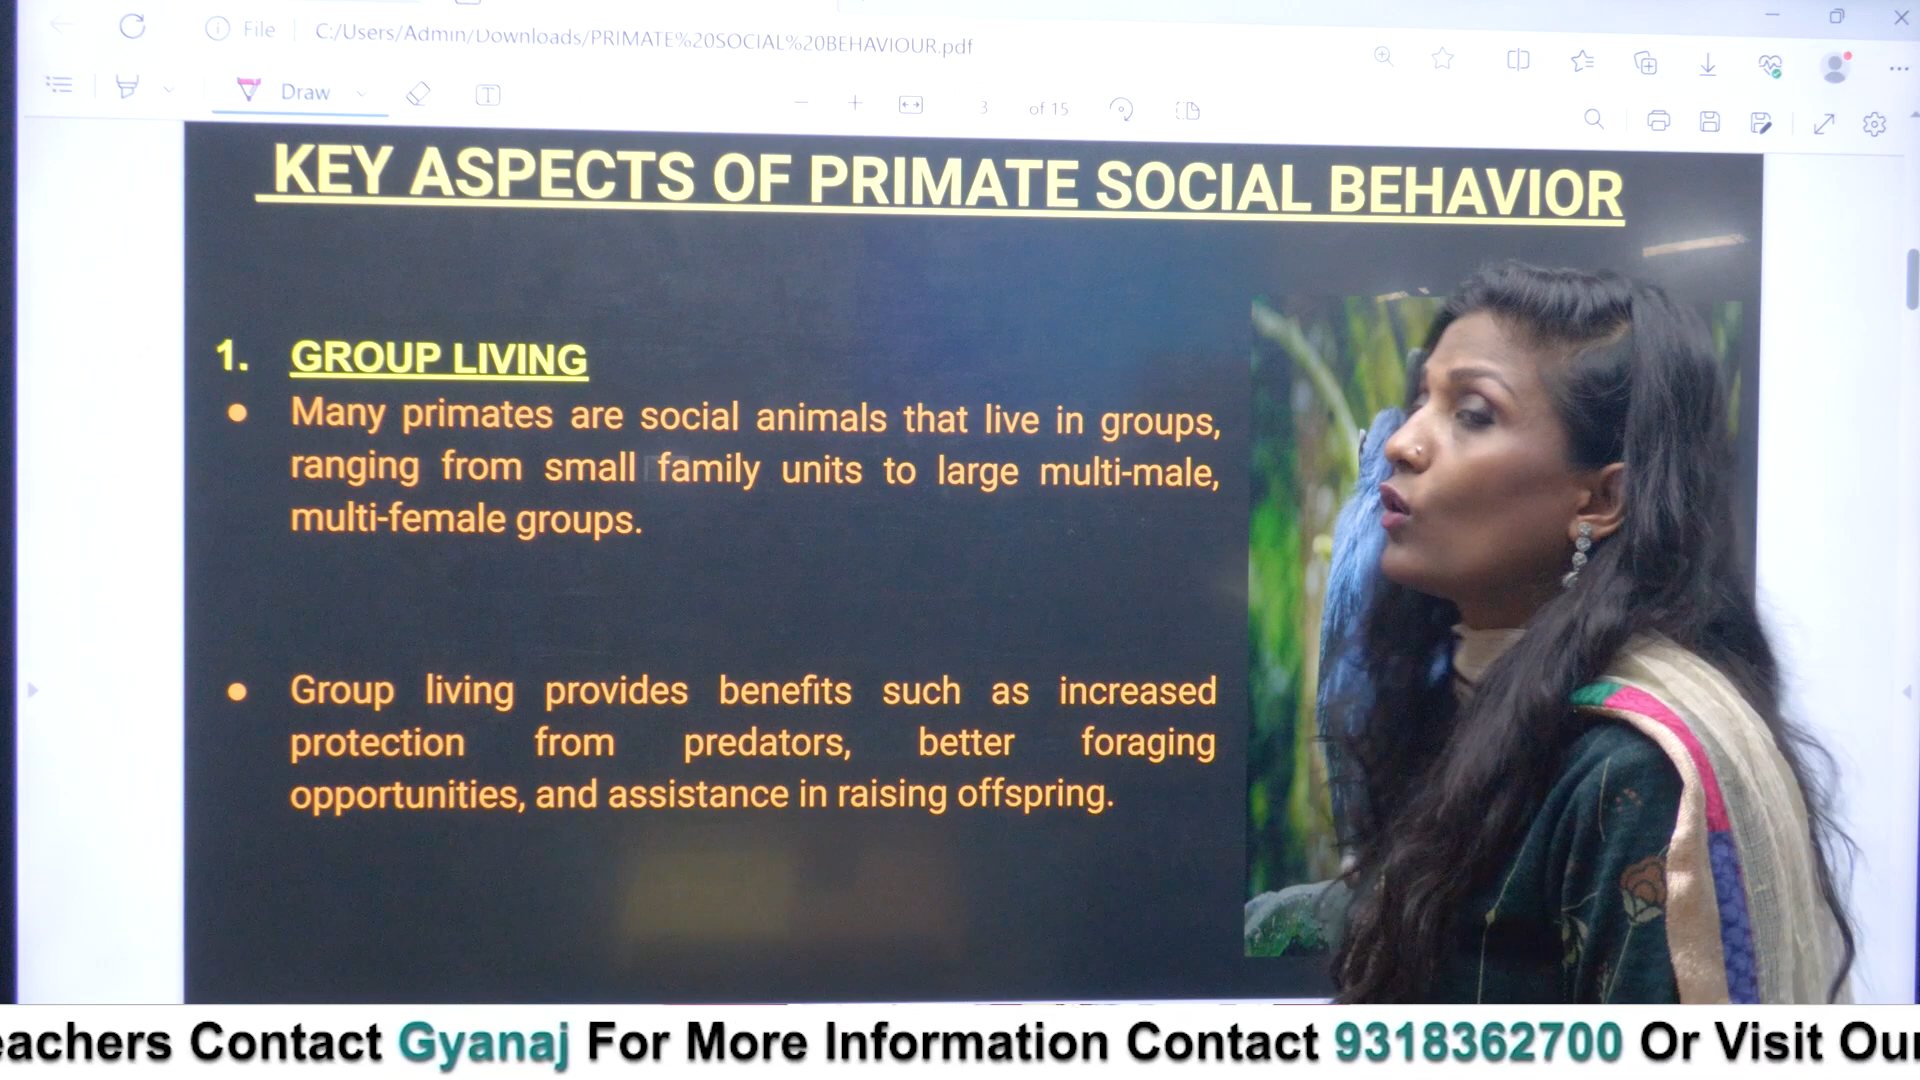 File
C:/Users/Admin/Downloads/PRIMATE%20SOCIAL%20BEHAVIOUR.pdf
Draw
T
3 of 15
KEY ASPECTS OF PRIMATE SOCIAL BEHAVIOR
1. GROUP LIVING
● Many primates are social animals that live in groups,
ranging from small family units to large multi-male,
multi-female groups.
● Group living provides benefits such as increased
protection from predators, better foraging
opportunities, and assistance in raising offspring.
eachers Contact Gyanaj For More Information Contact 9318362700 Or Visit Our